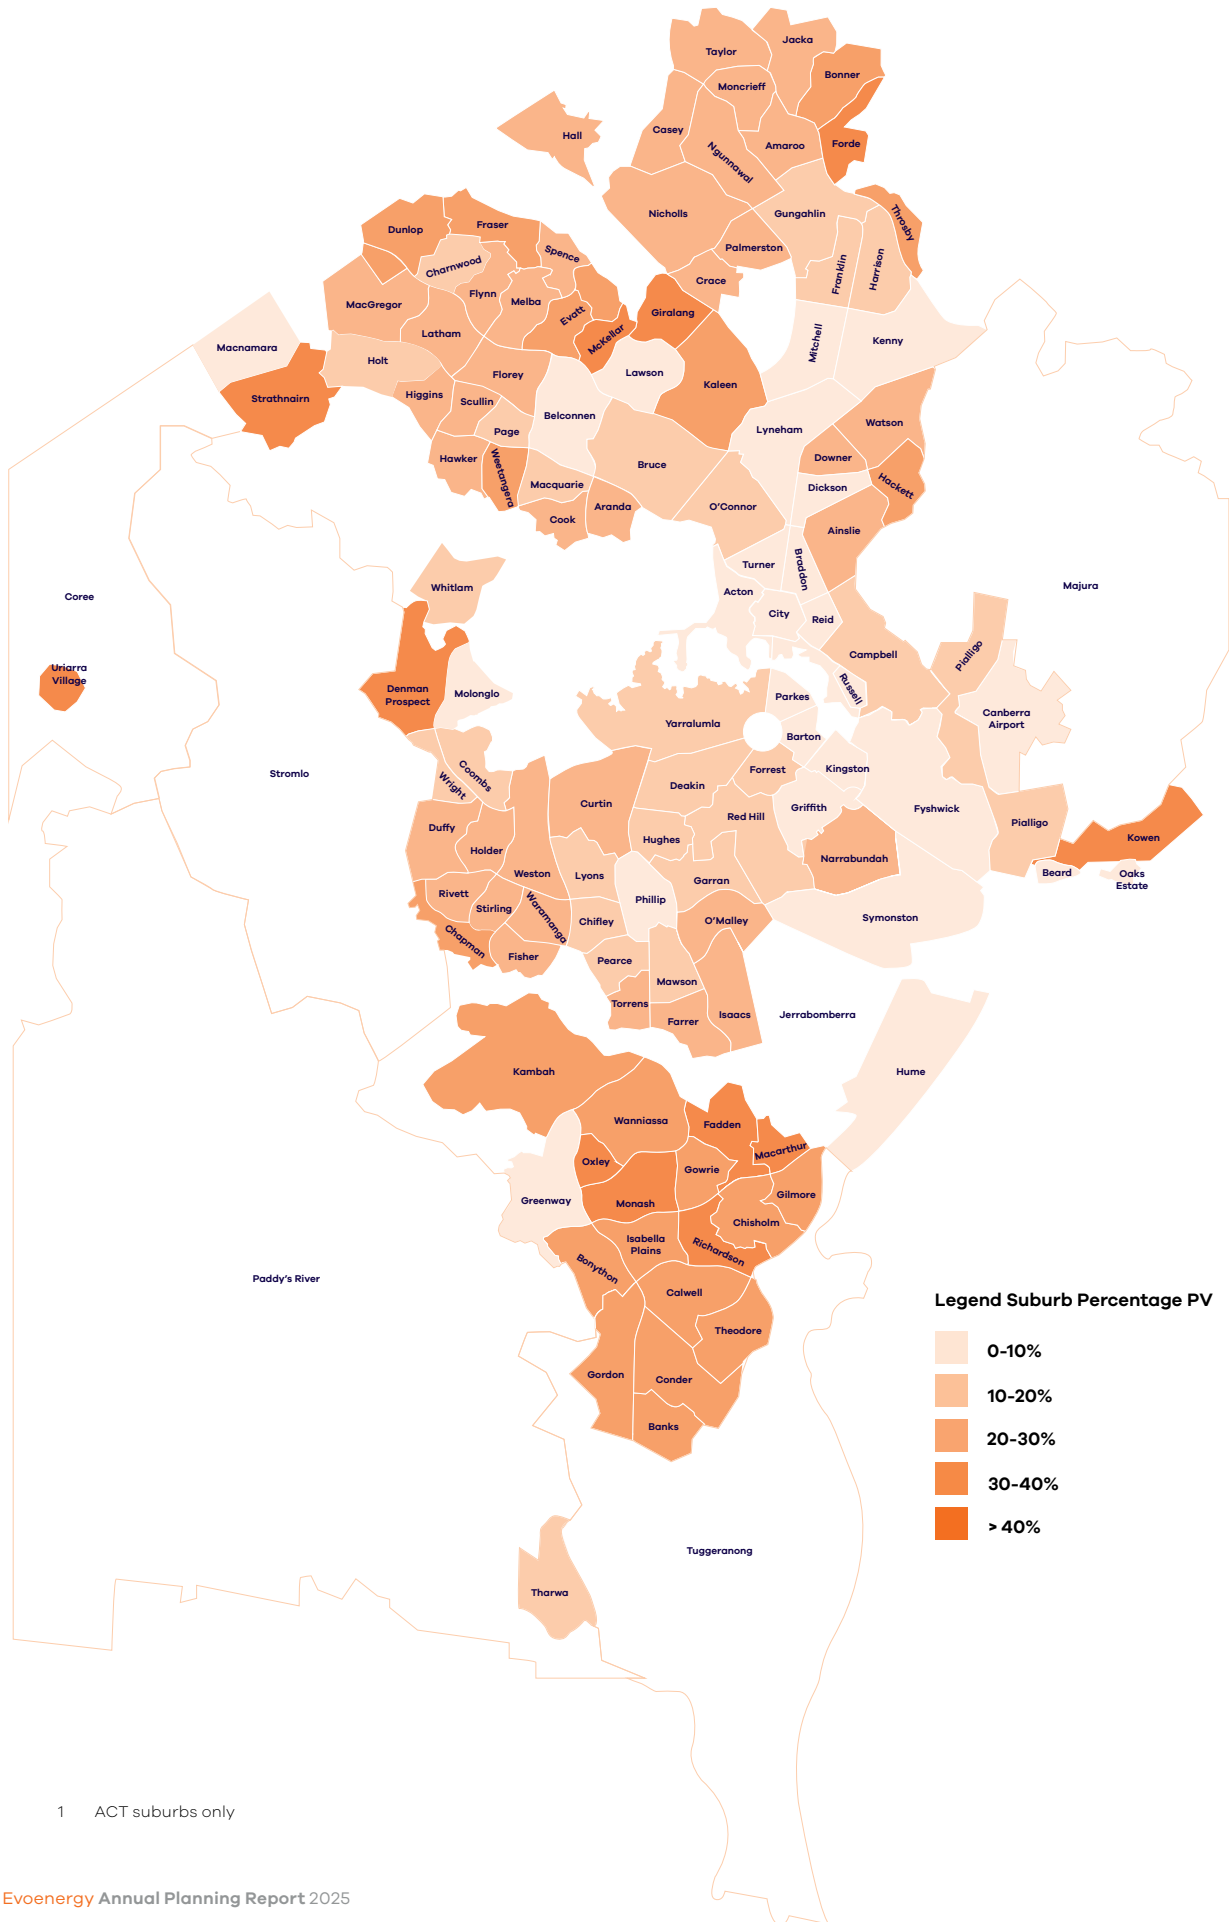 Taylor
Jacka
Bonner
Moncrieff
Hall
Casey
Ngunnawal
Amaroo
Forde
Nicholls
Gungahlin
Throsby
Dunlop
Fraser
Spence
Palmerston
Charnwood
Franklin
Harrison
Crace
MacGregor
Flynn
Melba
Evatt
Giralang
McKellar
Latham
Mitchell
Kenny
Macnamara
Holt
Lawson
Kaleen
Florey
Strathnairn
Higgins
Scullin
Belconnen
Page
Lyneham
Watson
Hawker
Weetangera
Bruce
Downer
Macquarie
Dickson
Hackett
Cook
Aranda
O'Connor
Ainslie
Turner
Braddon
Whitlam
Acton
Majura
Coree
City
Reid
Uriarra
Village
Campbell
Pialligo
Denman
Prospect
Molonglo
Parkes
Russell
Yarralumla
Canberra
Airport
Barton
Stromlo
Wright
Coombs
Forrest
Kingston
Deakin
Curtin
Griffith
Fyshwick
Red Hill
Pialligo
Duffy
Hughes
Kowen
Holder
Narrabundah
Weston
Lyons
Garran
Beard
Oaks
Estate
Rivett
Stirling
Waramanga
Phillip
Chifley
O'Malley
Symonston
Chapman
Fisher
Pearce
Mawson
Torrens
Farrer
Isaacs
Jerrabomberra
Kambah
Hume
Wanniassa
Fadden
Macarthur
Oxley
Gowrie
Greenway
Monash
Gilmore
Chisholm
Isabella
Plains
Richardson
Bonython
Paddy's River
Calwell
Theodore
Gordon
Conder
Banks
Legend Suburb Percentage PV
0-10%
10-20%
20-30%
30-40%
> 40%
Tuggeranong
Tharwa
1 ACT suburbs only
Evoenergy Annual Planning Report 2025